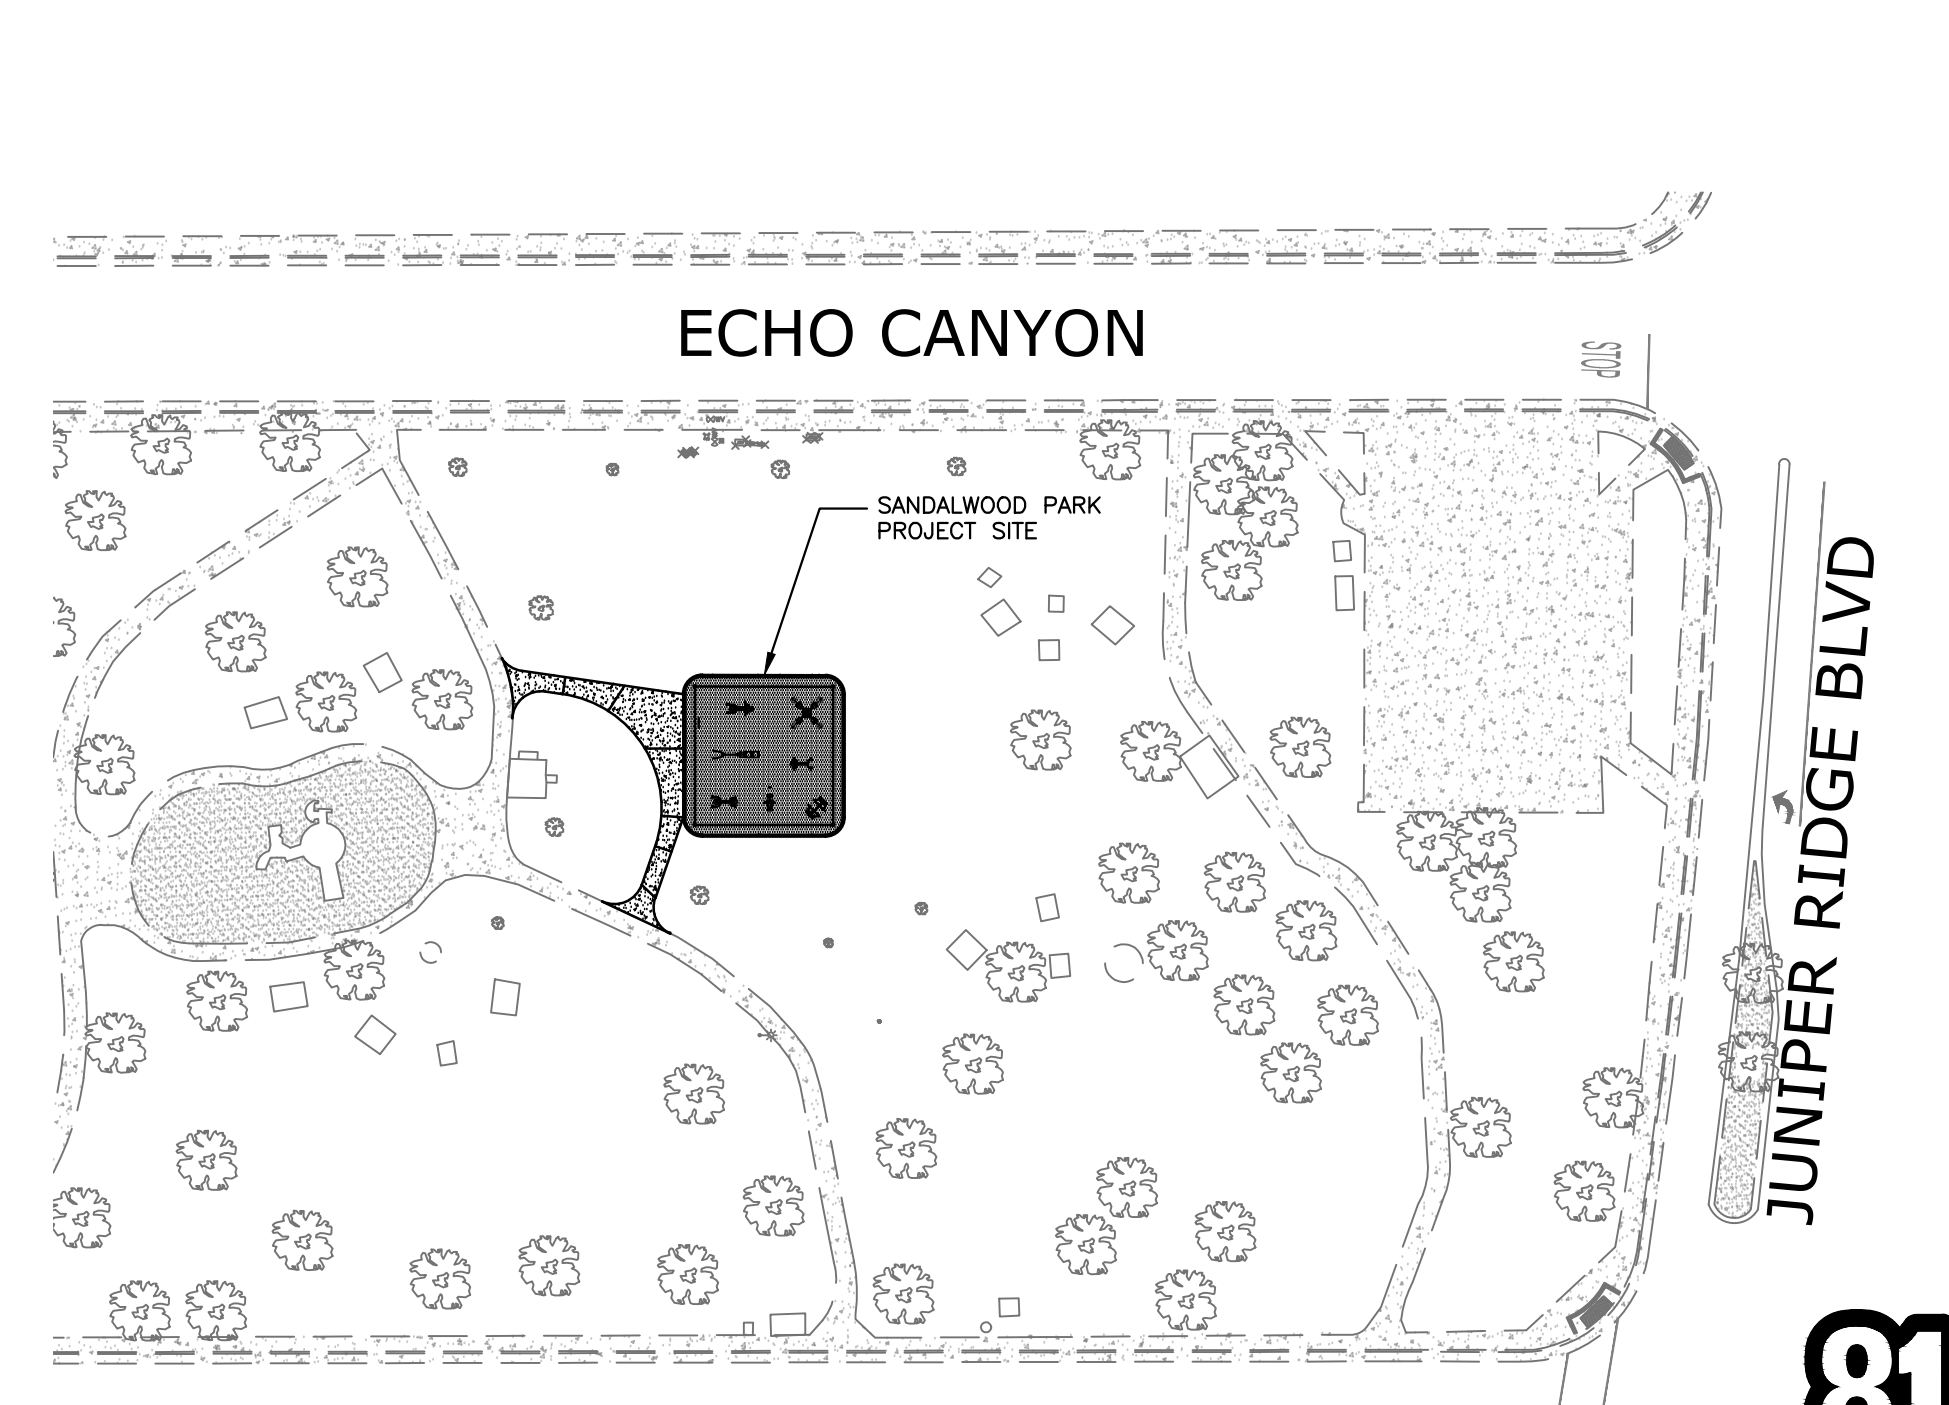 ECHO CANYON
STOP
SANDALWOOD PARK
PROJECT SITE
JUNIPER RIDGE BLVD
81